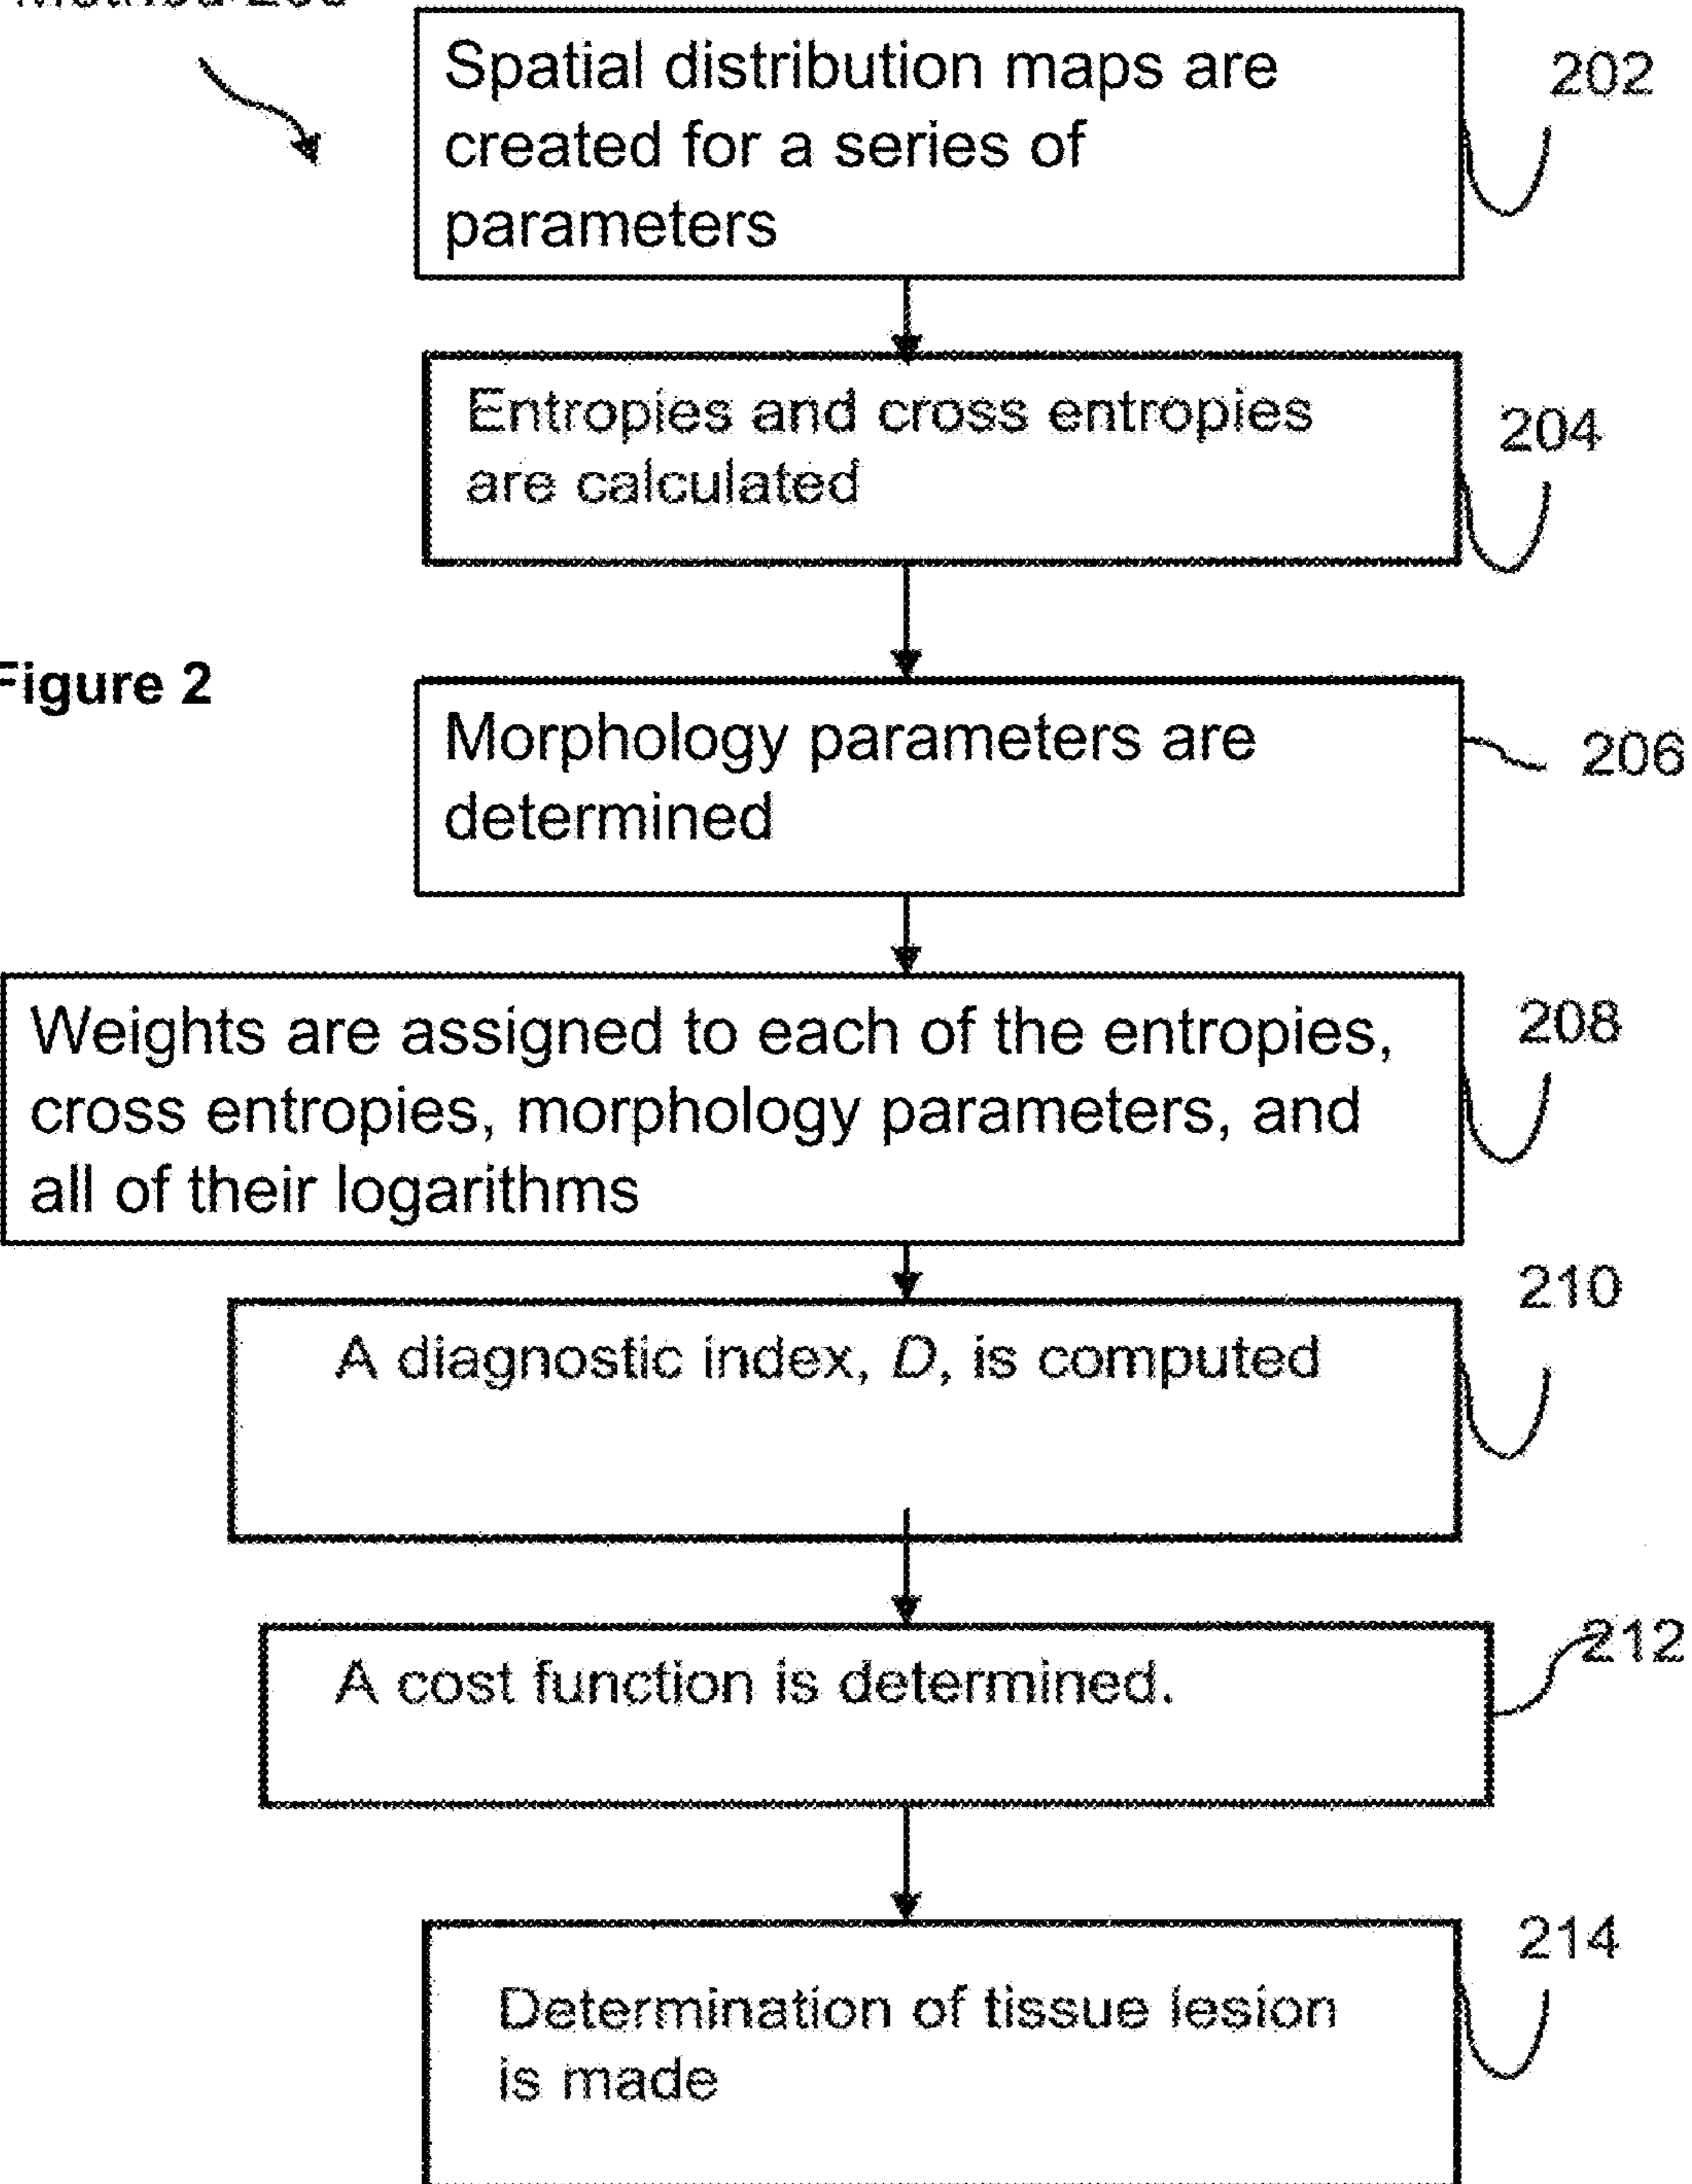 Spatial distribution maps are
created for a series of
parameters
202
Entropies and cross entropies
are calculated
204
Figure 2
Morphology parameters are
determined
206
Weights are assigned to each of the entropies,
cross entropies, morphology parameters, and
all of their logarithms
208
A diagnostic index, D, is computed
210
A cost function is determined.
212
Determination of tissue lesion
is made
214